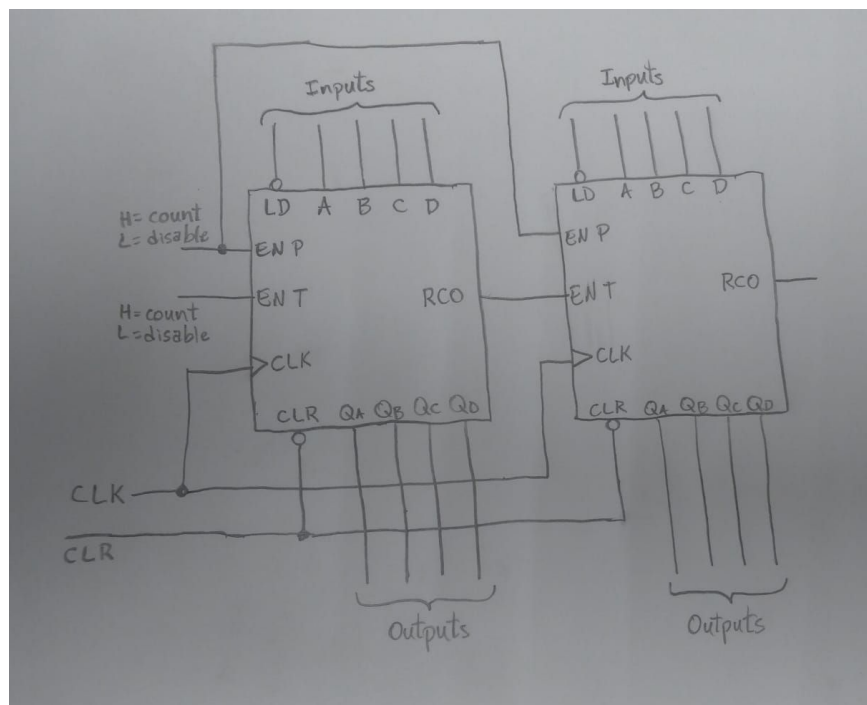 Inputs
Inputs
LD A B C D
LD A B C D
H= count
L= disable
EN P
EN P
EN T
RCO
EN T
RCO
H= count
L= disable
CLK
CLK
CLR QA QB QC QD
CLR QA QB QC QD
CLK
CLR
Outputs
Outputs